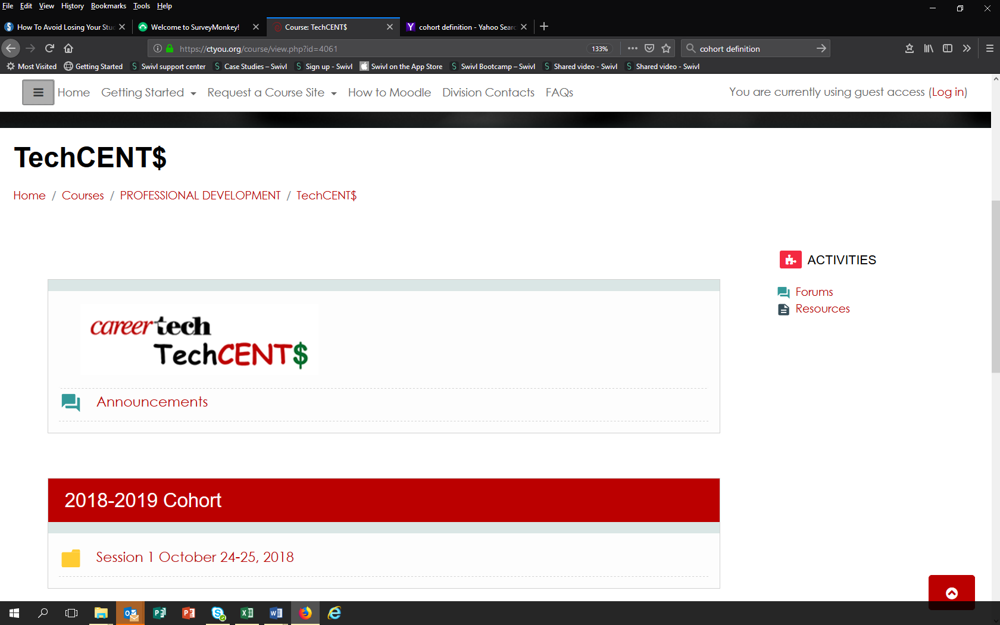 File Edit View History Bookmarks Tools Help
How To Avoid Losing Your Stu
Welcome to SurveyMonkey!
Course: TechCENT$
Y cohort definition - Yahoo Sear
https://ctyou.org/course/view.php?id=4061
133%
cohort definition
Most Visited
Getting Started
Swivl support center
Case Studies – Swivl
Sign up - Swivl
Swivl on the App Store
Swivl Bootcamp – Swivl
Shared video - Swivl
Shared video - Swivl
Home Getting Started Request a Course Site How to Moodle Division Contacts FAQs
You are currently using guest access (Log in)
TechCENT$
Home / Courses / PROFESSIONAL DEVELOPMENT / TechCENT$
ACTIVITIES
Forums
Resources
careertech
TechCENT$
Announcements
2018-2019 Cohort
Session 1 October 24-25, 2018